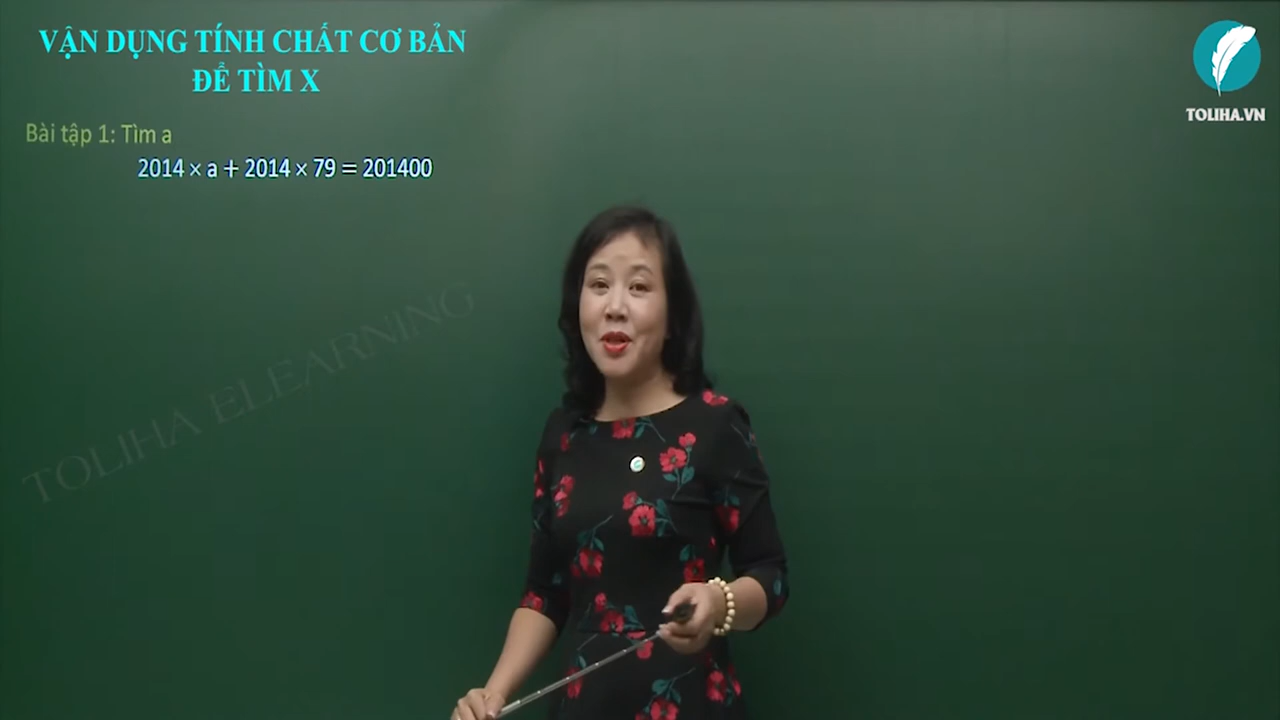 VẬN DỤNG TÍNH CHẤT CƠ BẢN
ĐỂ TÌM X
TOLIHA.VN
Bài tập 1: Tìm a
2014 × a + 2014 × 79 = 201400
TOLIHA ELEARNING